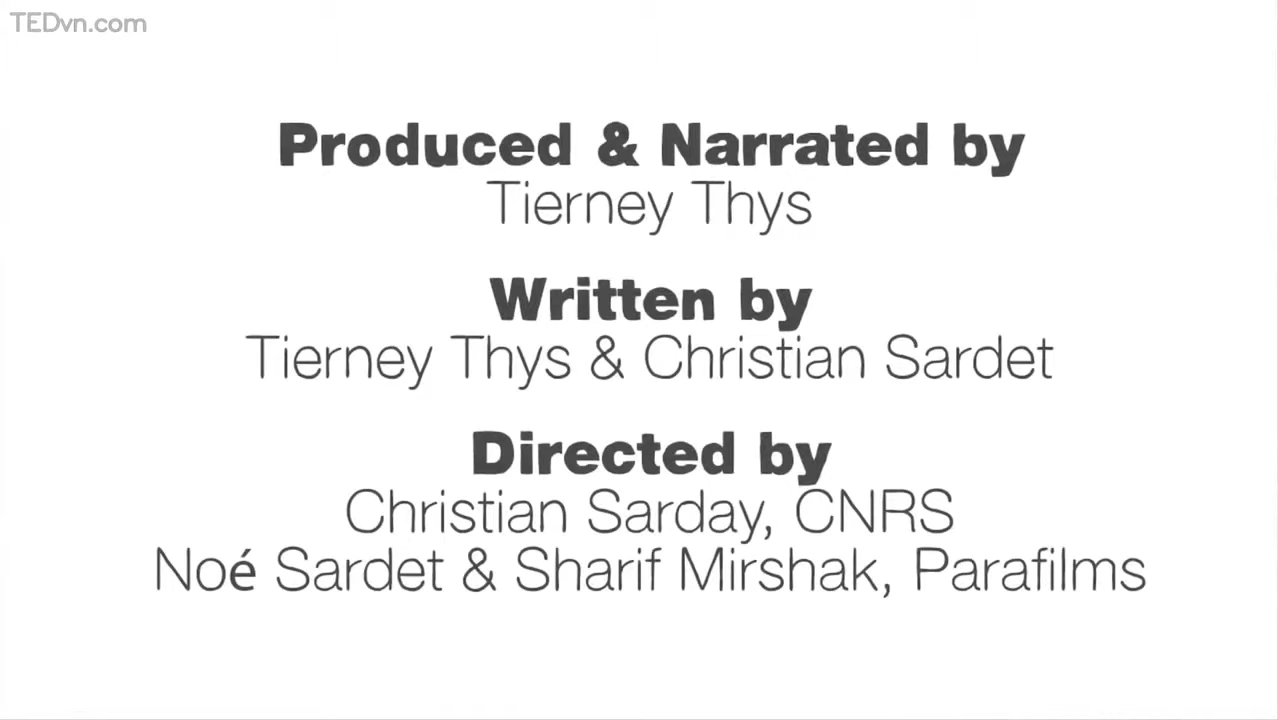 TEDvn.com
Produced & Narrated by
Tierney Thys
Written by
Tierney Thys & Christian Sardet
Directed by
Christian Sarday, CNRS
Noé Sardet & Sharif Mirshak, Parafilms